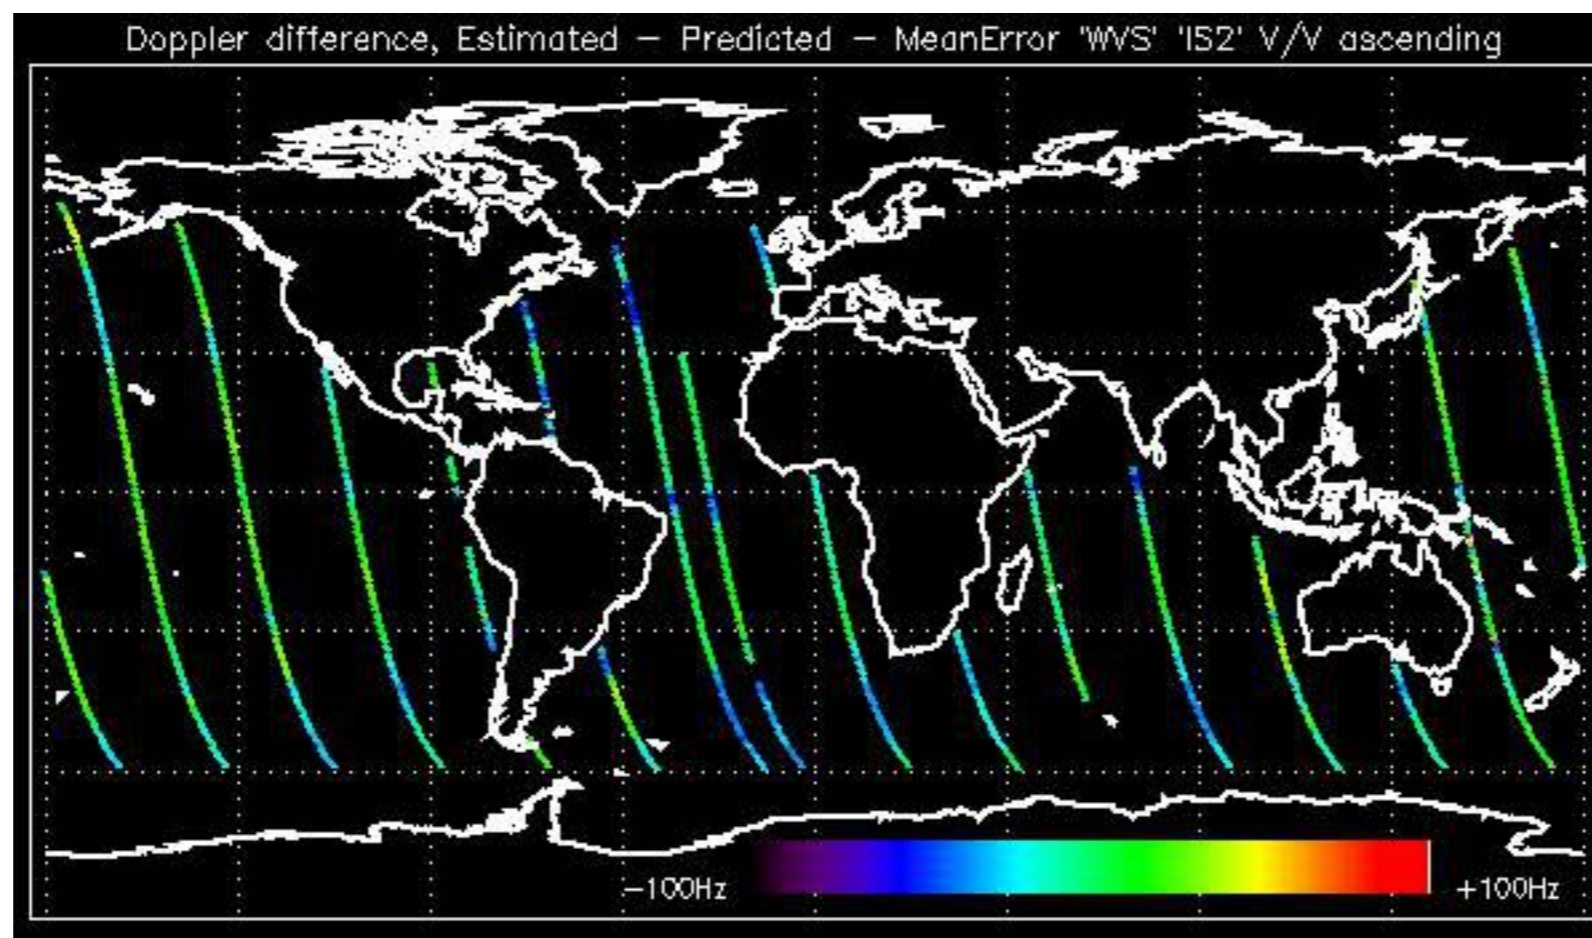 Doppler difference, Estimated – Predicted – MeanError 'WVS' 'IS2' V/V ascending
−100Hz
+100Hz